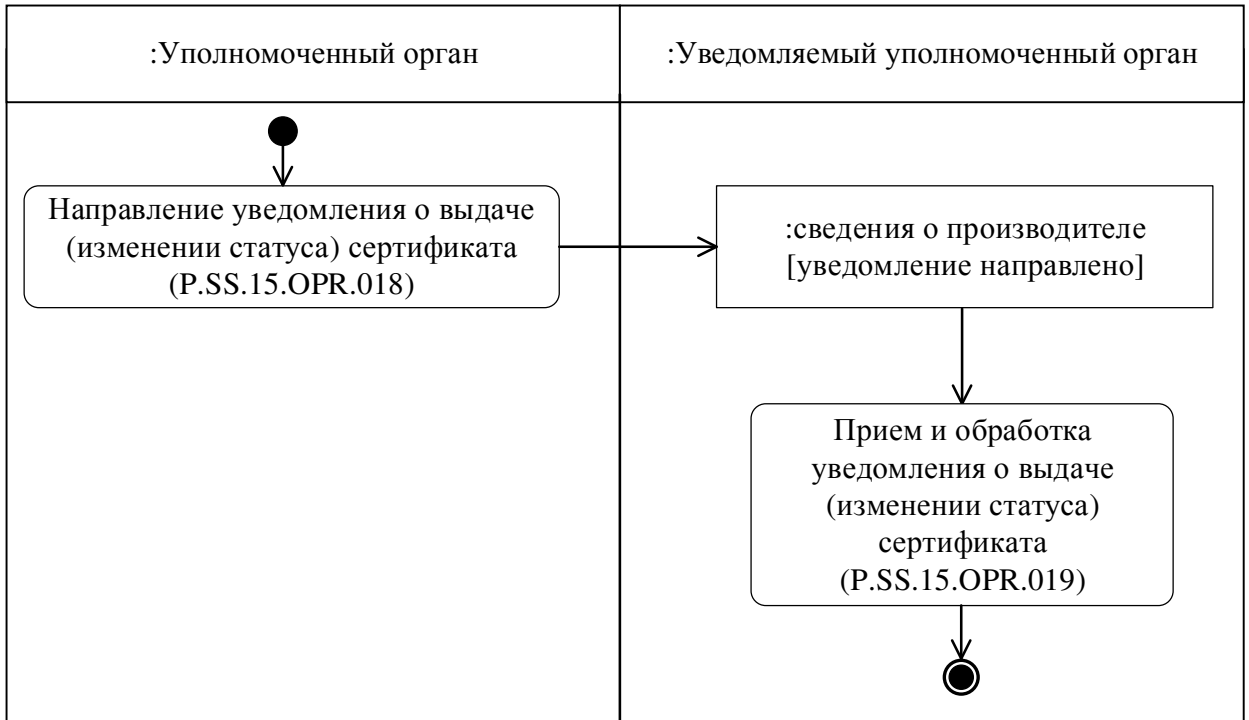 :Уполномоченный орган
:Уведомляемый уполномоченный орган
Направление уведомления о выдаче
(изменении статуса) сертификата
(P.SS.15.OPR.018)
:сведения о производителе
[уведомление направлено]
Прием и обработка
уведомления о выдаче
(изменении статуса)
сертификата
(P.SS.15.OPR.019)